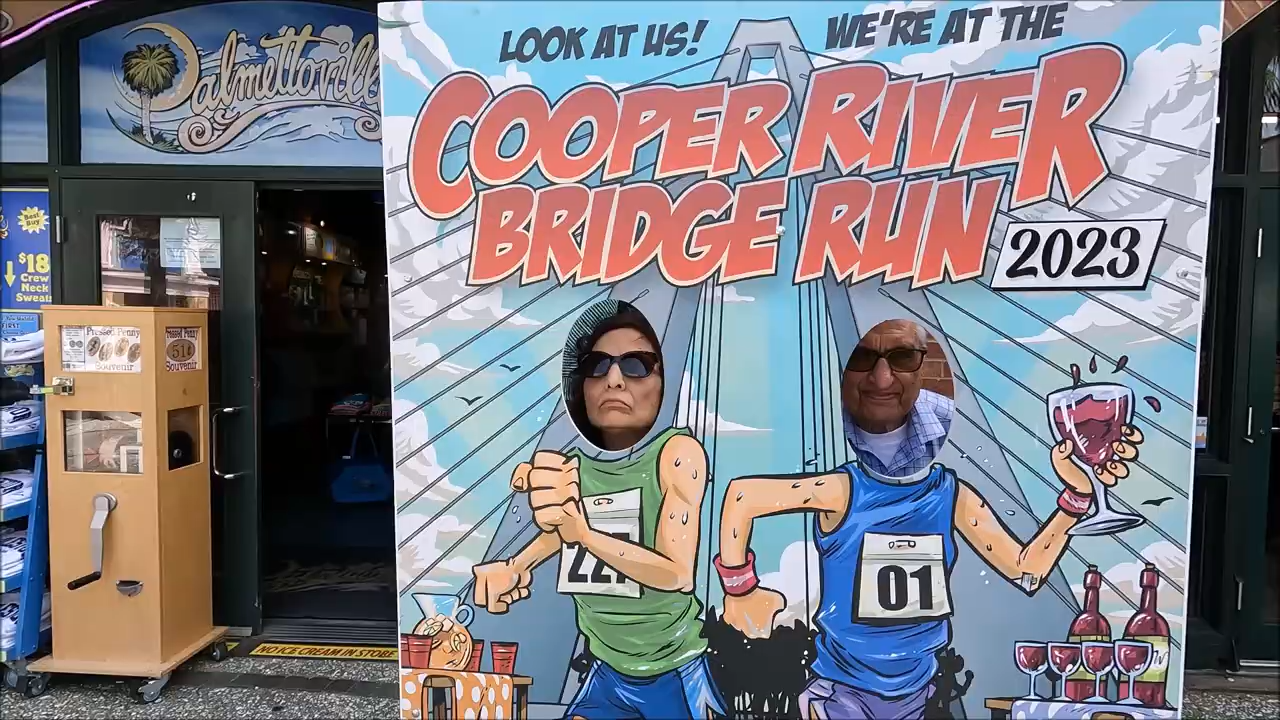 Palmettoville
LOOK AT US!
WE'RE AT THE
COOPER RIVER
BRIDGE RUN
2023
Best
Buy
$18
Crew
Neck
Sweats
FIRST
Pressed Penny
Souvenir
Pressed Penny
51¢
Souvenir
01
NO ICE CREAM IN STORE